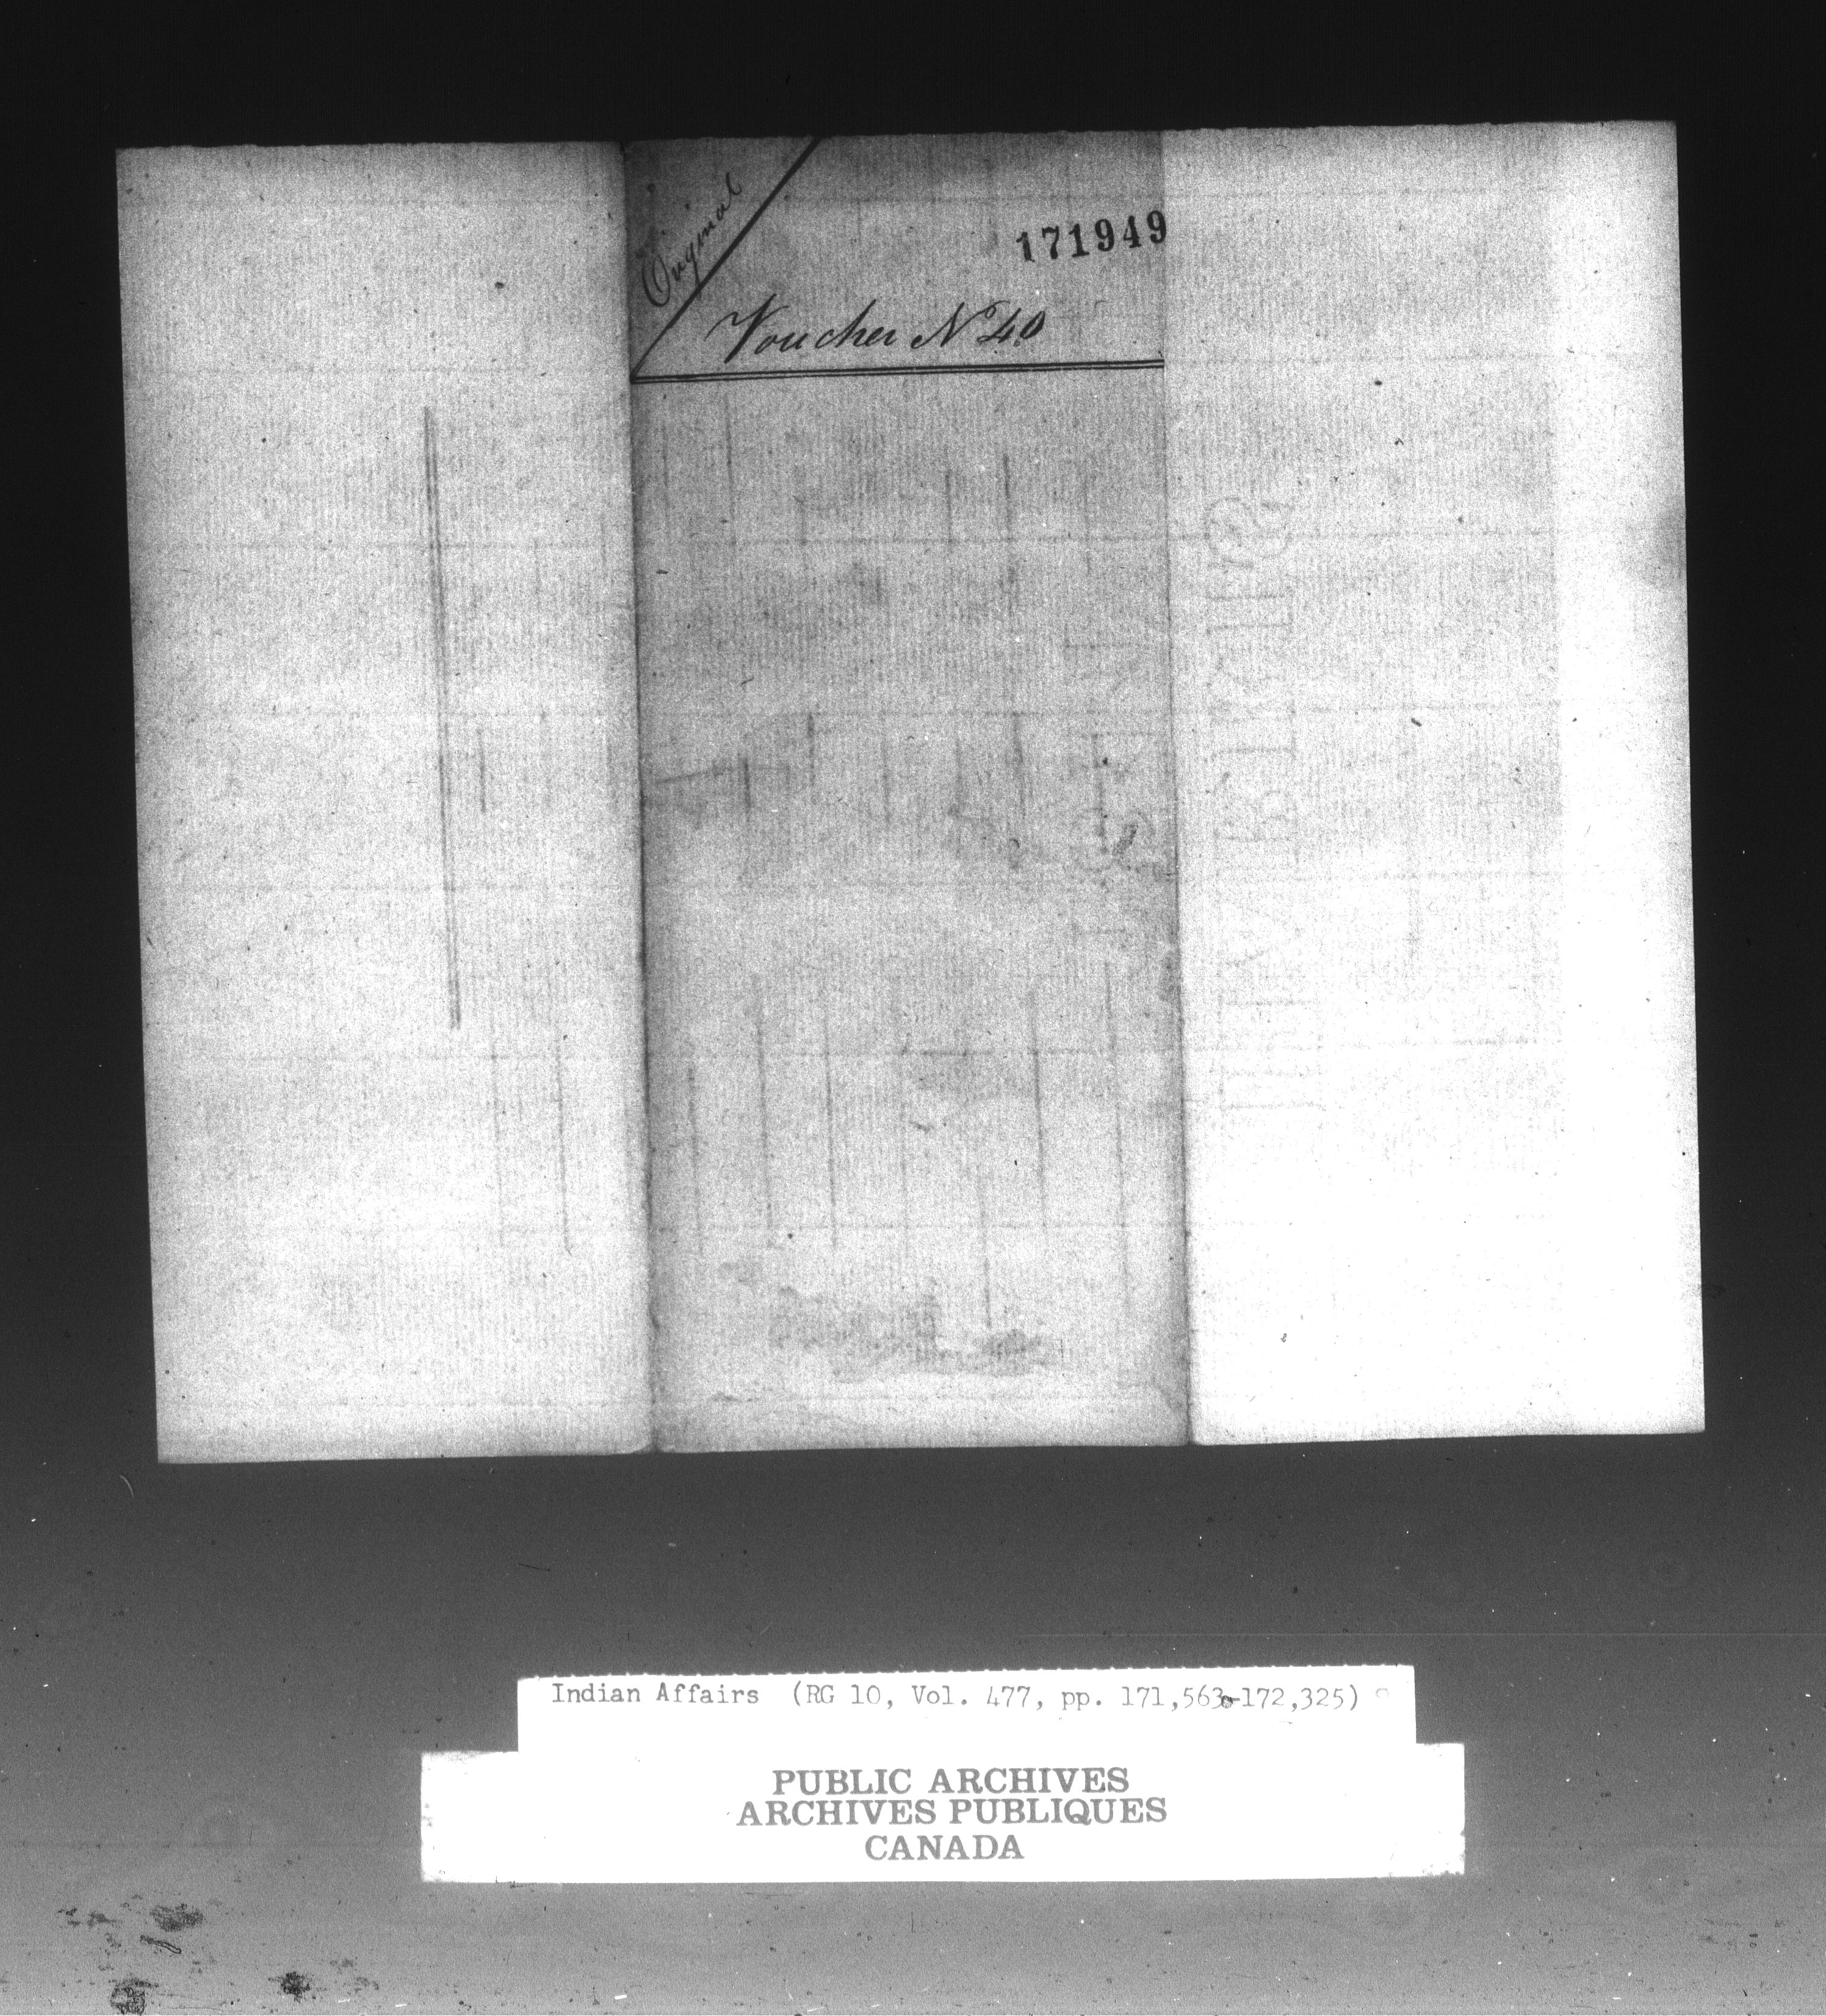 Original
171949
Voucher No 40
Indian Affairs (RG 10, Vol. 477, pp. 171,563-172,325)
PUBLIC ARCHIVES
ARCHIVES PUBLIQUES
CANADA